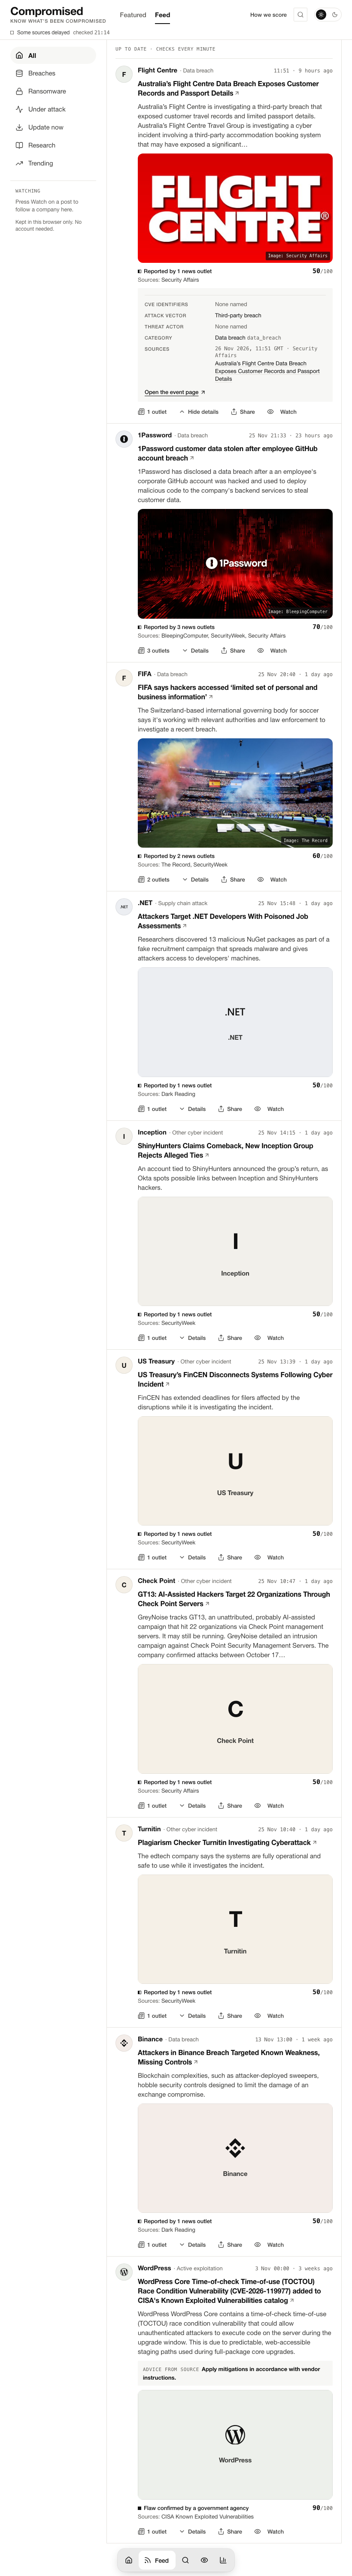 Compromised
KNOW WHAT'S BEEN COMPROMISED
Featured
Feed
How we score
Some sources delayed checked 21:14
All
Breaches
Ransomware
Under attack
Update now
Research
Trending
WATCHING
Press Watch on a post to
follow a company here.
Kept in this browser only. No
account needed.
UP TO DATE · CHECKS EVERY MINUTE
F
Flight Centre · Data breach
11:51 · 9 hours ago
Australia's Flight Centre Data Breach Exposes Customer
Records and Passport Details
Australia's Flight Centre is investigating a third-party breach that
exposed customer travel records and limited passport details.
Australia's Flight Centre Travel Group is investigating a cyber
incident involving a third-party accommodation booking system
that may have exposed a significant…
FLIGHT
CENTRE®
Image: Security Affairs
Reported by 1 news outlet
50/100
Sources: Security Affairs
CVE IDENTIFIERS
None named
ATTACK VECTOR
Third-party breach
THREAT ACTOR
None named
CATEGORY
Data breach data_breach
SOURCES
26 Nov 2026, 11:51 GMT · Security
Affairs
Australia's Flight Centre Data Breach
Exposes Customer Records and Passport
Details
Open the event page
1 outlet
Hide details
Share
Watch
1Password · Data breach
25 Nov 21:33 · 23 hours ago
1Password customer data stolen after employee GitHub
account breach
1Password has disclosed a data breach after an employee's
corporate GitHub was hacked and used to deploy
malicious code to the company's backend services to steal
customer data.
1Password
Image: BleepingComputer
Reported by 3 news outlets
70/100
Sources: BleepingComputer, SecurityWeek, Security Affairs
3 outlets
Details
Share
Watch
F
FIFA · Data breach
25 Nov 20:40 · 1 day ago
FIFA says hackers accessed 'limited set of personal and
business information'
The Switzerland-based international governing body for soccer
says it's working with relevant authorities and law enforcement to
investigate a recent breach.
Image: The Record
Reported by 2 news outlets
60/100
Sources: The Record, SecurityWeek
2 outlets
Details
Share
Watch
.NET
.NET · Supply chain attack
25 Nov 15:48 · 1 day ago
Attackers Target .NET Developers With Poisoned Job
Assessments
Researchers discovered 13 malicious NuGet packages as part of a
fake recruitment campaign that spreads malware and gives
attackers access to developers' machines.
.NET
.NET
Reported by 1 news outlet
50/100
Sources: Dark Reading
1 outlet
Details
Share
Watch
I
Inception · Other cyber incident
25 Nov 14:15 · 1 day ago
ShinyHunters Claims Comeback, New Inception Group
Rejects Alleged Ties
An account tied to ShinyHunters announced the group's return, as
Okta spots possible links between Inception and ShinyHunters
hackers.
I
Inception
Reported by 1 news outlet
50/100
Sources: SecurityWeek
1 outlet
Details
Share
Watch
U
US Treasury · Other cyber incident
25 Nov 13:39 · 1 day ago
US Treasury's FinCEN Disconnects Systems Following Cyber
Incident
FinCEN has extended deadlines for filers affected by the
disruptions while it is investigating the incident.
U
US Treasury
Reported by 1 news outlet
50/100
Sources: SecurityWeek
1 outlet
Details
Share
Watch
C
Check Point · Other cyber incident
25 Nov 10:47 · 1 day ago
GT13: AI-Assisted Hackers Target 22 Organizations Through
Check Point Servers
GreyNoise tracks GT13, an unattributed, probably AI-assisted
campaign that hit 22 organizations via Check Point management
servers. It may still be running. GreyNoise detailed an intrusion
campaign against Check Point Security Management Servers. The
company confirmed attacks between October 17…
C
Check Point
Reported by 1 news outlet
50/100
Sources: Security Affairs
1 outlet
Details
Share
Watch
T
Turnitin · Other cyber incident
25 Nov 10:40 · 1 day ago
Plagiarism Checker Turnitin Investigating Cyberattack
The edtech company says the systems are fully operational and
safe to use while it investigates the incident.
T
Turnitin
Reported by 1 news outlet
50/100
Sources: SecurityWeek
1 outlet
Details
Share
Watch
Binance · Data breach
13 Nov 13:00 · 1 week ago
Attackers in Binance Breach Targeted Known Weakness,
Missing Controls
Blockchain complexities, such as attacker-deployed sweepers,
hobble security controls designed to limit the damage of an
exchange compromise.
Binance
Reported by 1 news outlet
50/100
Sources: Dark Reading
1 outlet
Details
Share
Watch
WordPress · Active exploitation
3 Nov 00:00 · 3 weeks ago
WordPress Core Time-of-check Time-of-use (TOCTOU)
Race Condition Vulnerability (CVE-2026-119977) added to
CISA's Known Exploited Vulnerabilities catalog
WordPress WordPress Core contains a time-of-check time-of-use
(TOCTOU) race condition vulnerability that could allow
unauthenticated attackers to execute code on the server during the
upgrade window. This is due to predictable, web-accessible
staging paths used during full-package core upgrades.
ADVICE FROM SOURCE Apply mitigations in accordance with vendor
instructions.
WordPress
Flaw confirmed by a government agency
90/100
Sources: CISA Known Exploited Vulnerabilities
1 outlet
Details
Share
Watch
Feed